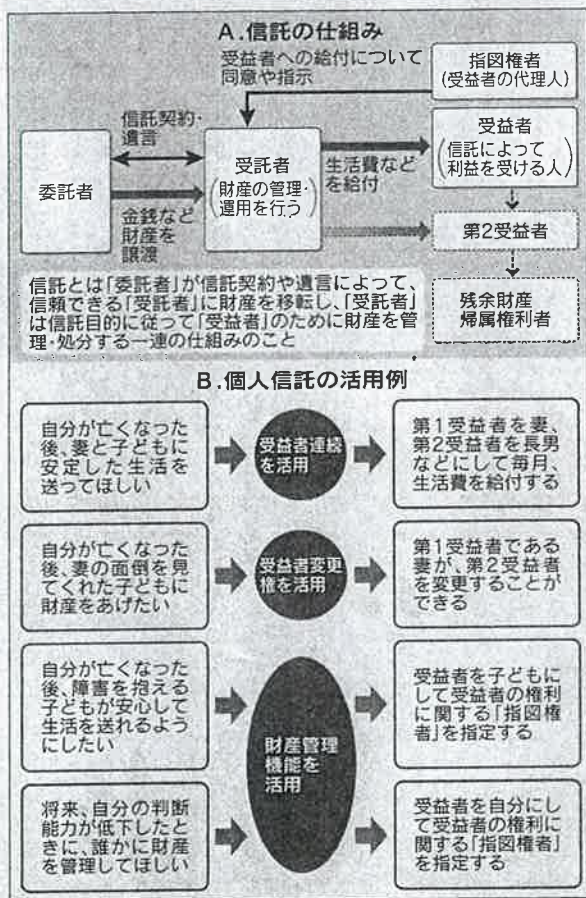 A.信託の仕組み
受益者への給付について
同意や指示
指図権者
(受益者の代理人)
信託契約・
遺言
委託者
金銭など
財産を
譲渡
受託者
(財産の管理・
運用を行う)
生活費など
を給付
受益者
(信託によって
利益を受ける人)
第2受益者
残余財産
帰属権利者
信託とは「委託者」が信託契約や遺言によって、
信頼できる「受託者」に財産を移転し、「受託者」
は信託目的に従って「受益者」のために財産を管
理・処分する一連の仕組みのこと
B.個人信託の活用例
自分が亡くなった
後、妻と子どもに
安定した生活を
送ってほしい
受益者連続
を活用
第1受益者を妻、
第2受益者を長男
などにして毎月、
生活費を給付する
自分が亡くなった
後、妻の面倒を見
てくれた子どもに
財産をあげたい
受益者変更
権を活用
第1受益者である
妻が、第2受益者
を変更することが
できる
自分が亡くなった
後、障害を抱える
子どもが安心して
生活を送れるよう
にしたい
財産管理
機能を
活用
受益者を子どもに
して受益者の権利
に関する「指図権
者」を指定する
将来、自分の判断
能力が低下したと
きに、誰かに財産
を管理してほしい
受益者を自分にし
て受益者の権利に
関する「指図権者」
を指定する